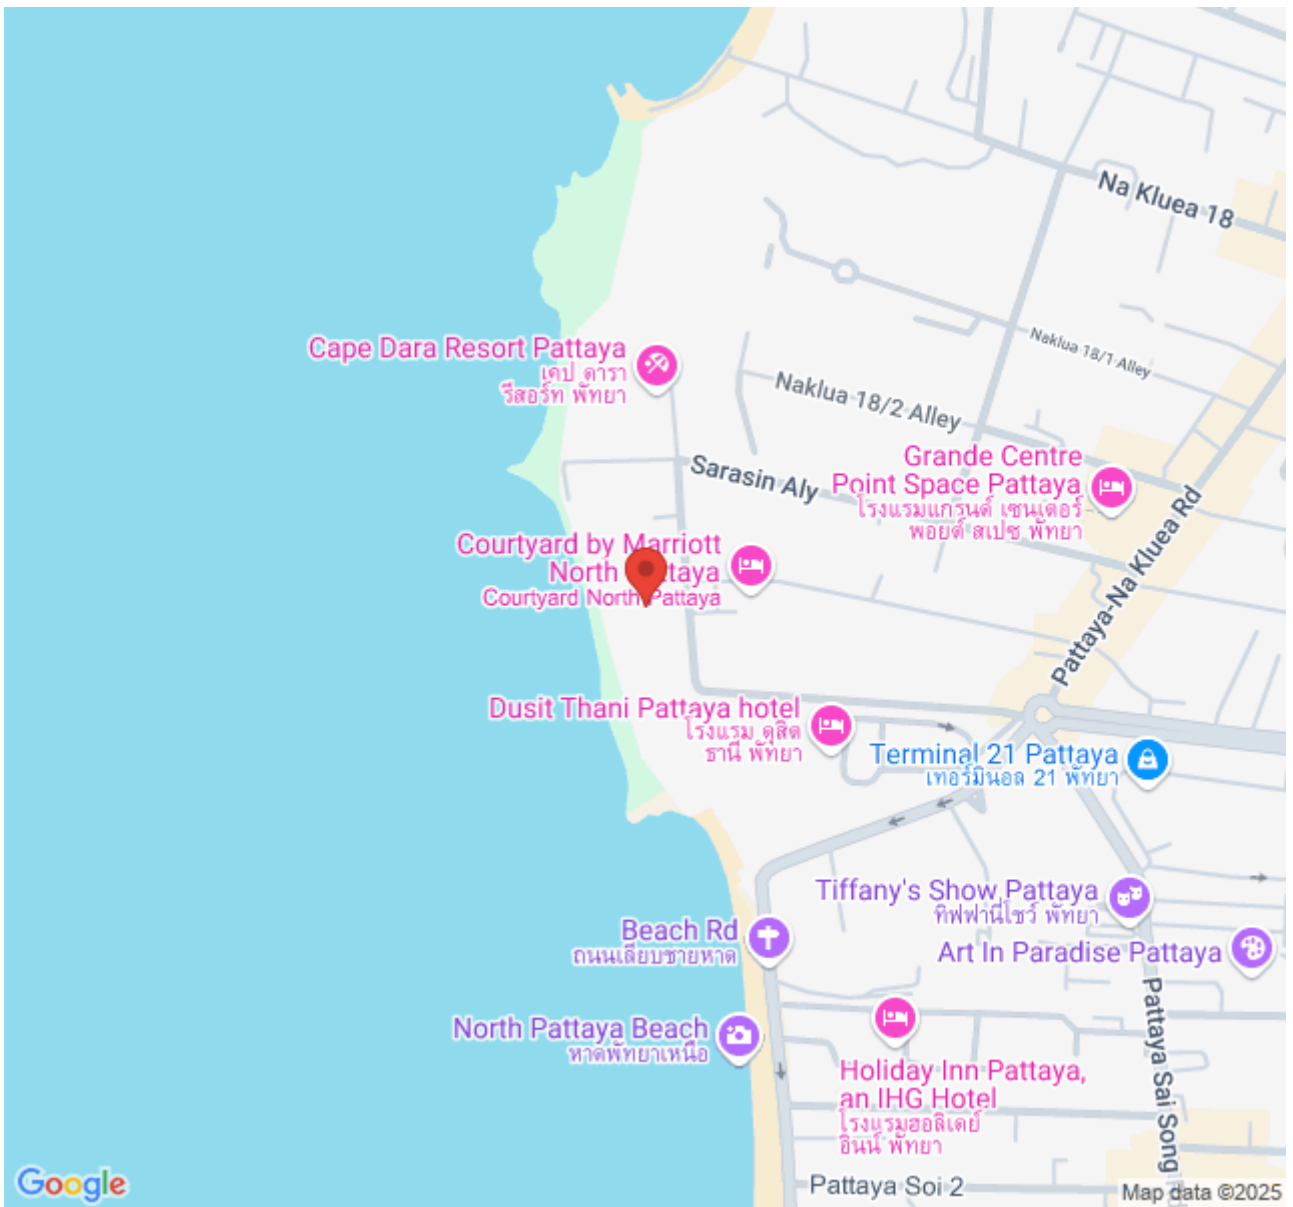 Na Kluea 18
Cape Dara Resort Pattaya
เคป ดารา
รีสอร์ท พัทยา
Naklua 18/1 Alley
Naklua 18/2 Alley
Sarasin Aly
Grande Centre
Point Space Pattaya
โรงแรมแกรนด์ เซนเตอร์
พอยต์ สเปซ พัทยา
Pattaya-Na Kluea Rd
Courtyard by Marriott
North Pattaya
Courtyard North Pattaya
Dusit Thani Pattaya hotel
โรงแรม ดุสิต
ธานี พัทยา
Terminal 21 Pattaya
เทอร์มินอล 21 พัทยา
Tiffany's Show Pattaya
ทิฟฟานี่โชว์ พัทยา
Beach Rd
ถนนเลียบชายหาด
Art In Paradise Pattaya
North Pattaya Beach
หาดพัทยาเหนือ
Pattaya Sai Song
Holiday Inn Pattaya,
an IHG Hotel
โรงแรมฮอลิเดย์
อินน์ พัทยา
Pattaya Soi 2
Google
Map data ©2025